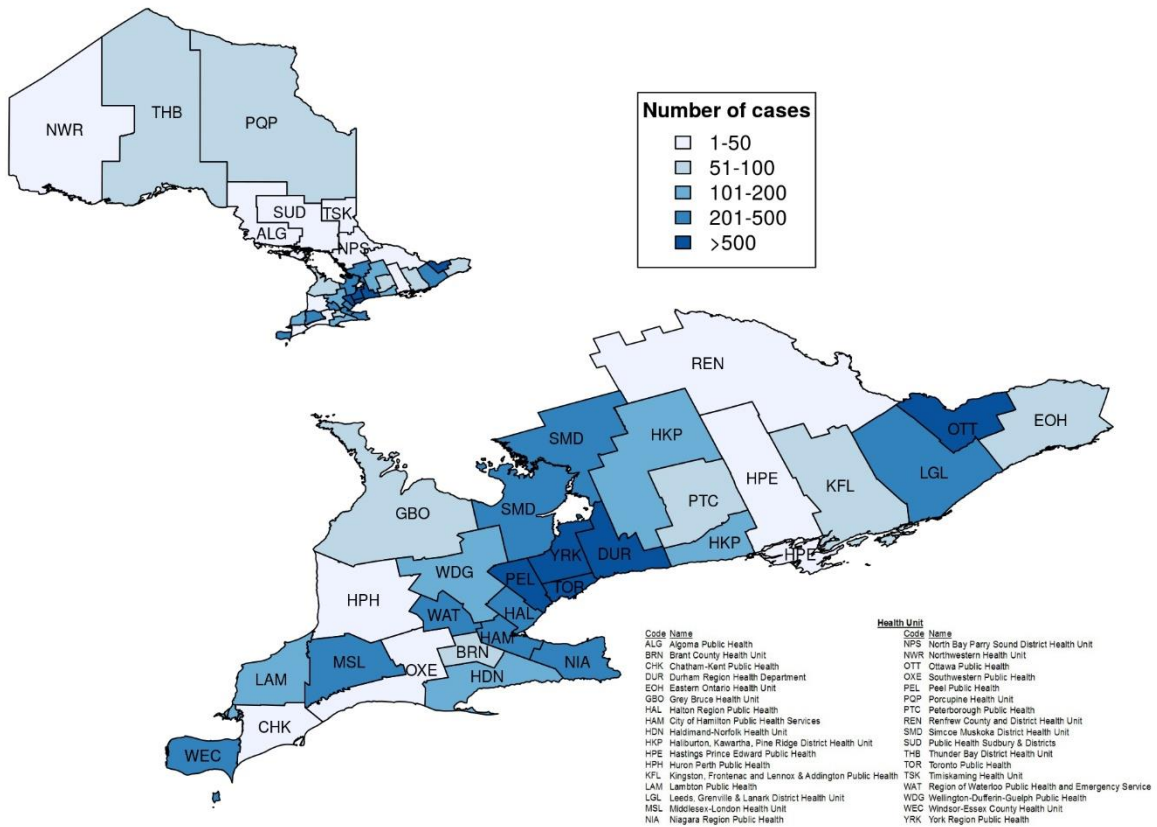 NWR
THB
PQP
SUD
TSK
ALG
NPS
Number of cases
1-50
51-100
101-200
201-500
>500
REN
SMD
HKP
OTT
EOH
HPE
KFL
LGL
PTC
GBO
SMD
YRK
DUR
HKP
HPE
WDG
PEL
TOR
HPH
WAT
HAL
HAM
BRN
MSL
OXE
NIA
LAM
HDN
CHK
WEC
Health Unit
Code Name
ALG Algoma Public Health
BRN Brant County Health Unit
CHK Chatham-Kent Public Health
DUR Durham Region Health Department
EOH Eastern Ontario Health Unit
GBO Grey Bruce Health Unit
HAL Halton Region Public Health
HAM City of Hamilton Public Health Services
HDN Haldimand-Norfolk Health Unit
HKP Haliburton, Kawartha, Pine Ridge District Health Unit
HPE Hastings Prince Edward Public Health
HPH Huron Perth Public Health
KFL Kingston, Frontenac and Lennox & Addington Public Health
LAM Lambton Public Health
LGL Leeds, Grenville & Lanark District Health Unit
MSL Middlesex-London Health Unit
NIA Niagara Region Public Health
Code Name
NPS North Bay Parry Sound District Health Unit
NWR Northwestern Health Unit
OTT Ottawa Public Health
OXE Southwestern Public Health
PEL Peel Public Health
PQP Porcupine Health Unit
PTC Peterborough Public Health
REN Renfrew County and District Health Unit
SMD Simcoe Muskoka District Health Unit
SUD Public Health Sudbury & Districts
THB Thunder Bay District Health Unit
TOR Toronto Public Health
TSK Timiskaming Health Unit
WAT Region of Waterloo Public Health and Emergency Service
WDG Wellington-Dufferin-Guelph Public Health
WEC Windsor-Essex County Health Unit
YRK York Region Public Health